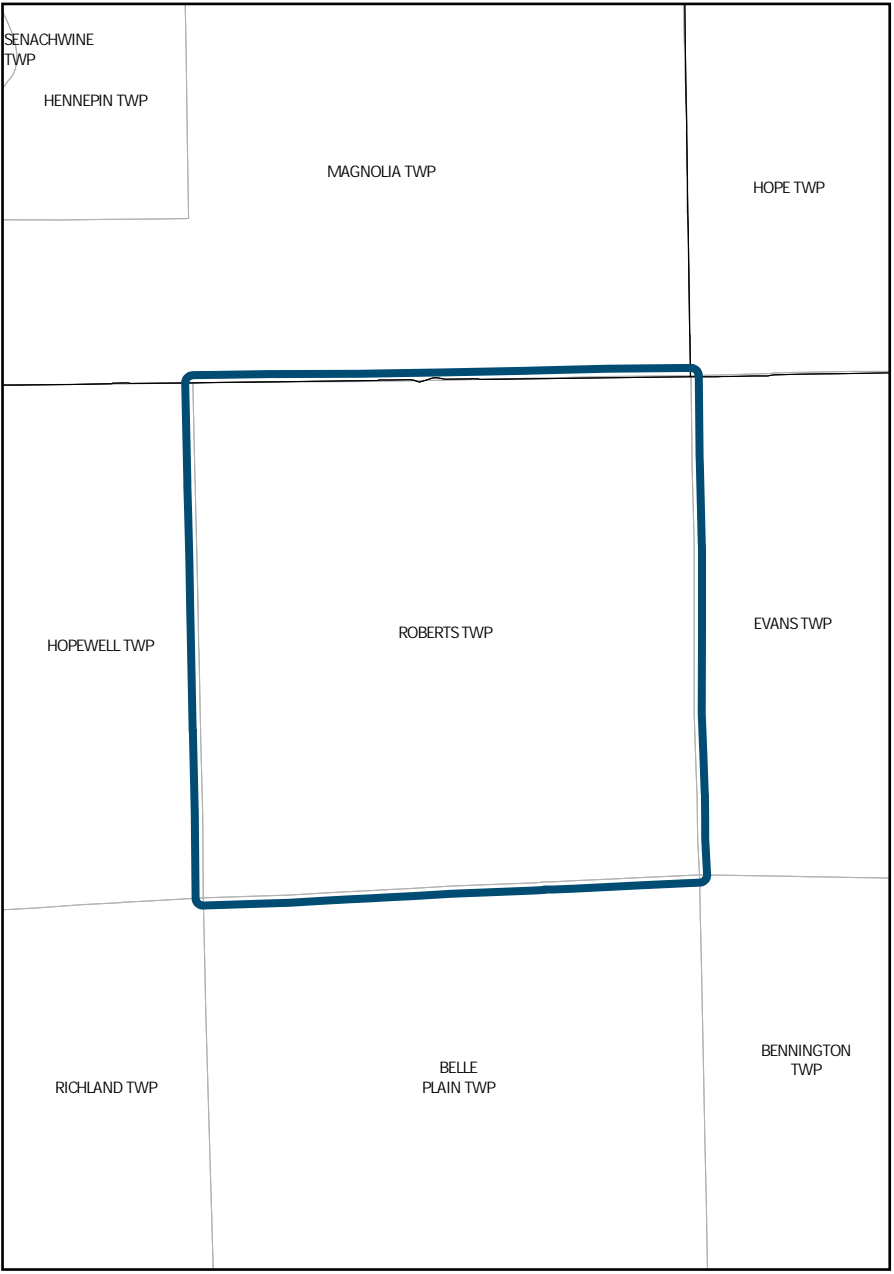 SENACHWINE
TWP
HENNEPIN TWP
MAGNOLIA TWP
HOPE TWP
HOPEWELL TWP
ROBERTS TWP
EVANS TWP
RICHLAND TWP
BELLE
PLAIN TWP
BENNINGTON
TWP